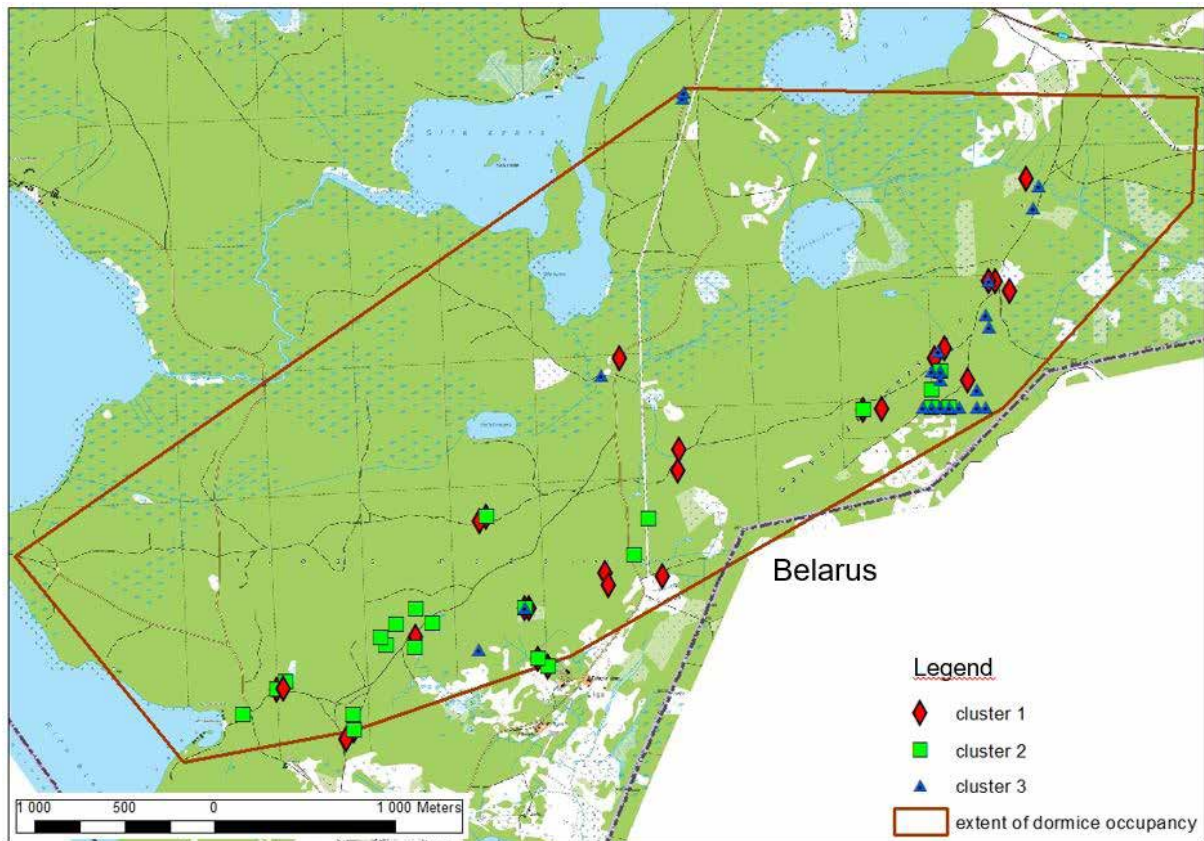 Belarus
Legend
cluster 1
cluster 2
cluster 3
extent of dormice occupancy
1 000 500 0 1 000 Meters